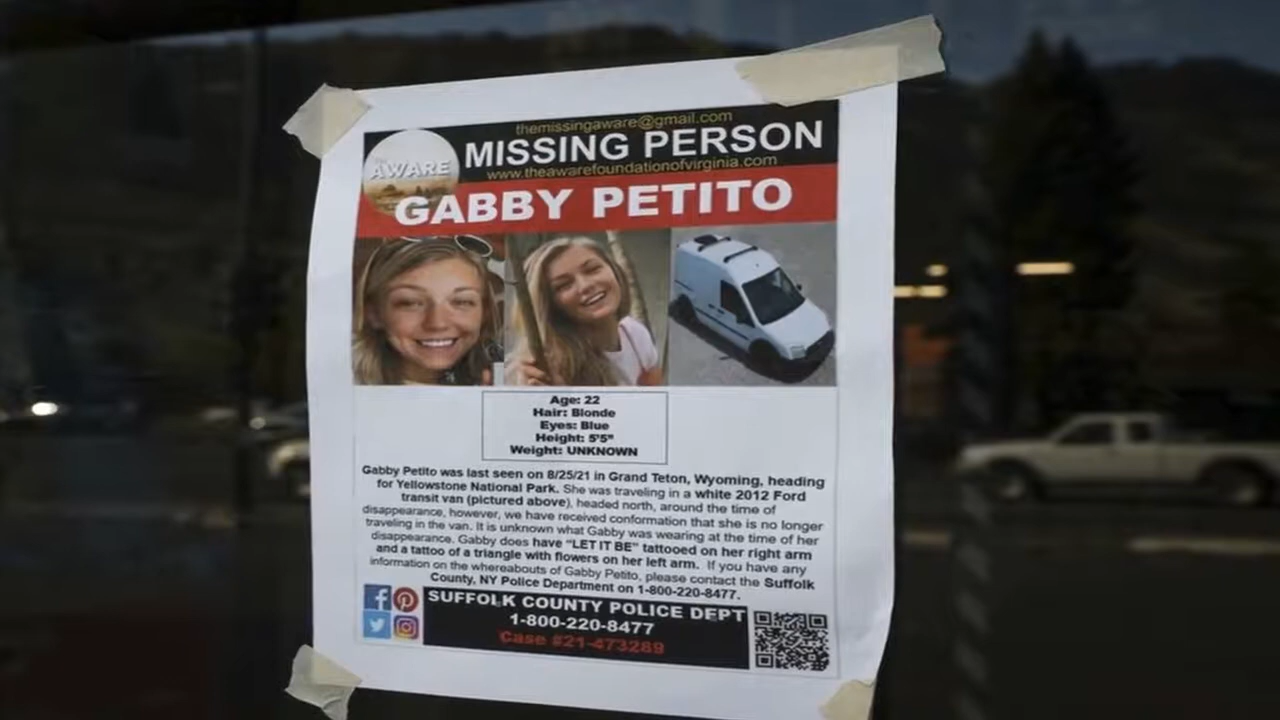 themissingaware@gmail.com
AWARE
MISSING PERSON
www.theawarefoundationofvirginia.com
GABBY PETITO
Age: 22
Hair: Blonde
Eyes: Blue
Height: 5'5"
Weight: UNKNOWN
Gabby Petito was last seen on 8/25/21 in Grand Teton, Wyoming, heading
for Yellowstone National Park. She was traveling in a white 2012 Ford
transit van (pictured above), headed north, around the time of
disappearance, however, we have received conformation that she is no longer
traveling in the van. It is unknown what Gabby was wearing at the time of her
disappearance. Gabby does have "LET IT BE" tattooed on her right arm
and a tattoo of a triangle with flowers on her left arm. If you have any
information on the whereabouts of Gabby Petito, please contact the Suffolk
County, NY Police Department on 1-800-220-8477.
SUFFOLK COUNTY POLICE DEPT
1-800-220-8477
Case #21-473289